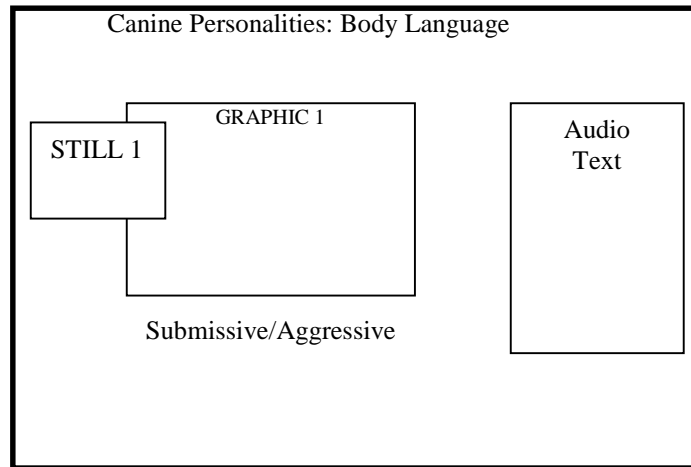 Canine Personalities: Body Language
GRAPHIC 1
STILL 1
Audio
Text
Submissive/Aggressive